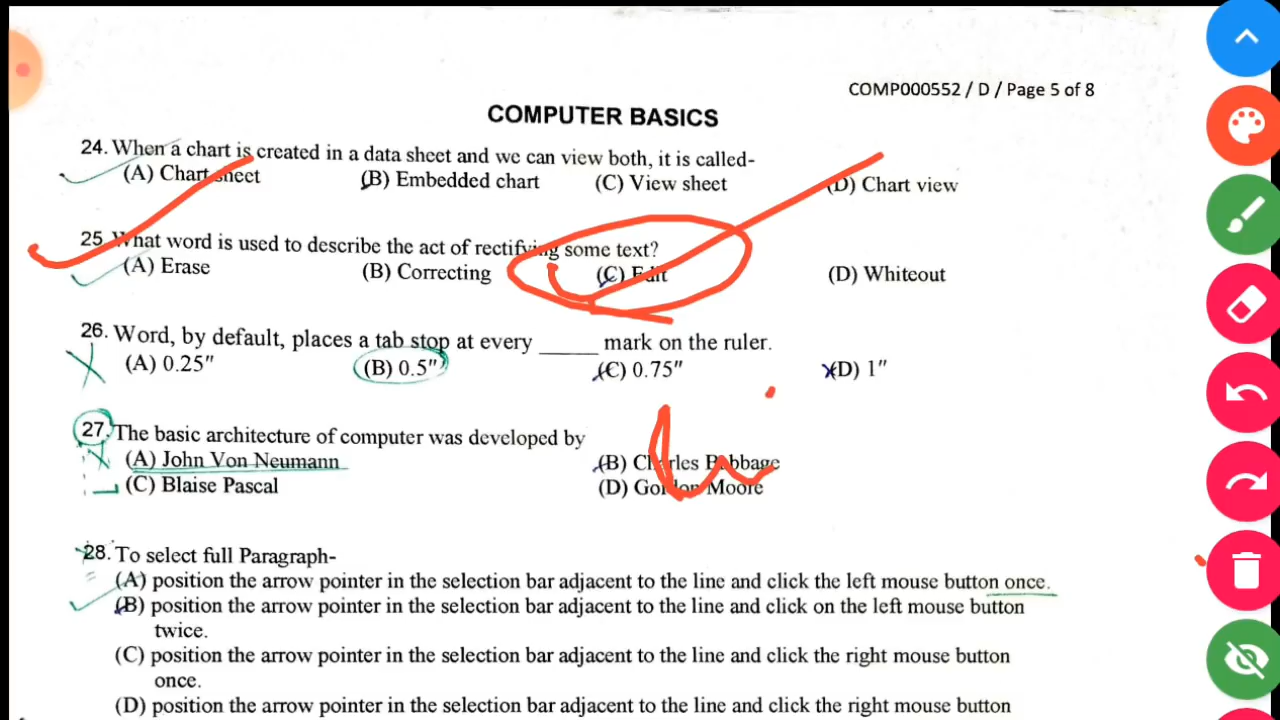 COMP000552 / D / Page 5 of 8
COMPUTER BASICS
24. When a chart is created in a data sheet and we can view both, it is called-
(A) Chart sheet (B) Embedded chart (C) View sheet (D) Chart view
25. What word is used to describe the act of rectifying some text?
(A) Erase (B) Correcting (C) Edit (D) Whiteout
26. Word, by default, places a tab stop at every _____ mark on the ruler.
(A) 0.25″ (B) 0.5″ (C) 0.75″ (D) 1″
27. The basic architecture of computer was developed by
(A) John Von Neumann (B) Charles Babbage
(C) Blaise Pascal (D) Gordon Moore
28. To select full Paragraph-
(A) position the arrow pointer in the selection bar adjacent to the line and click the left mouse button once.
(B) position the arrow pointer in the selection bar adjacent to the line and click on the left mouse button
twice.
(C) position the arrow pointer in the selection bar adjacent to the line and click the right mouse button
once.
(D) position the arrow pointer in the selection bar adjacent to the line and click the right mouse button